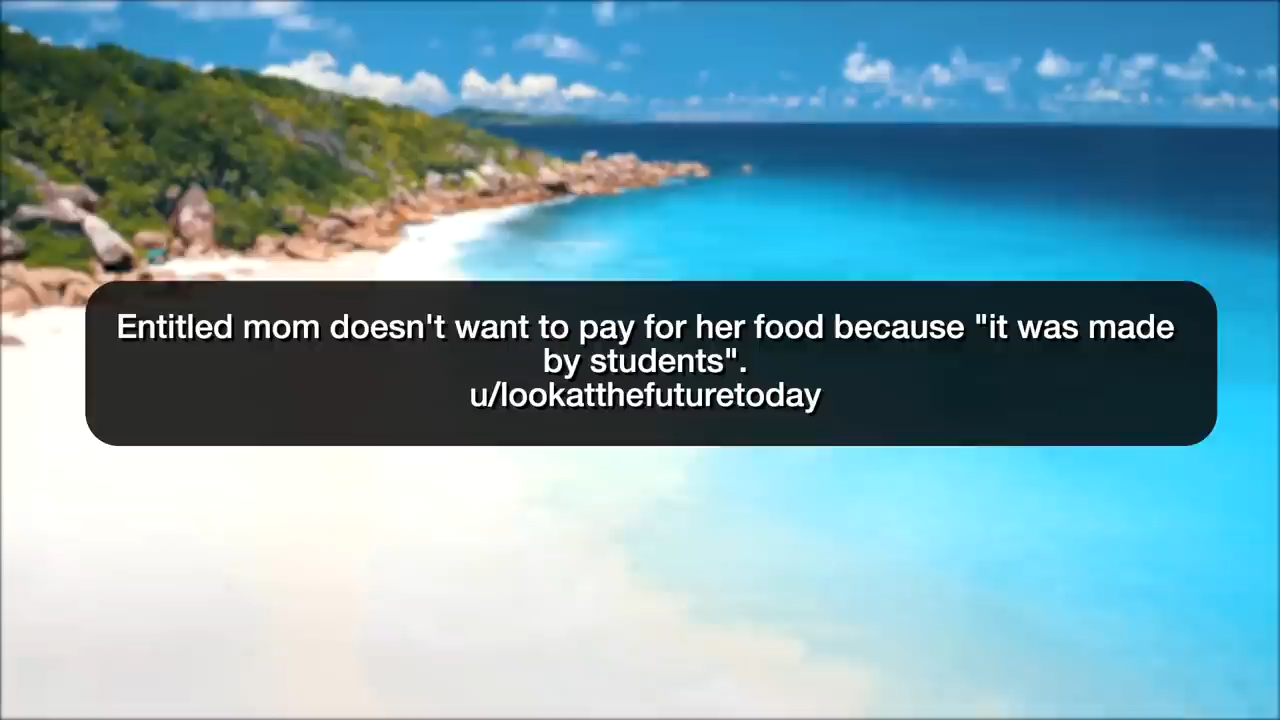 Entitled mom doesn't want to pay for her food because "it was made
by students".
u/lookatthefuturetoday